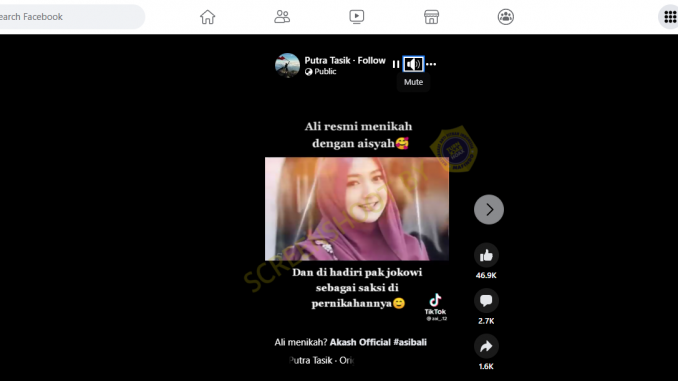 earch Facebook
Putra Tasik · Follow
Public
Mute
Ali resmi menikah
dengan aisyah🥰
Dan di hadiri pak jokowi
sebagai saksi di
pernikahannya😊
TikTok
46.9K
2.7K
1.6K
Ali menikah? Akash Official #asibali
Putra Tasik · Ori